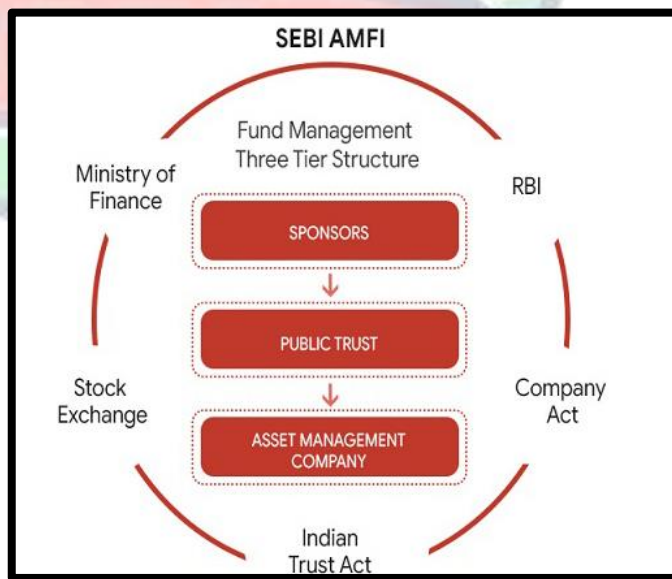 SEBI AMFI
Fund Management
Three Tier Structure
Ministry of
Finance
RBI
SPONSORS
PUBLIC TRUST
Stock
Exchange
Company
Act
ASSET MANAGEMENT
COMPANY
Indian
Trust Act